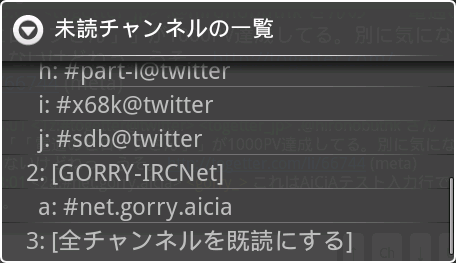 未読チャンネルの一覧
h: #part-l@twitter
i: #x68k@twitter
j: #sdb@twitter
2: [GORRY-IRCNet]
a: #net.gorry.aicia
3: [全チャンネルを既読にする]